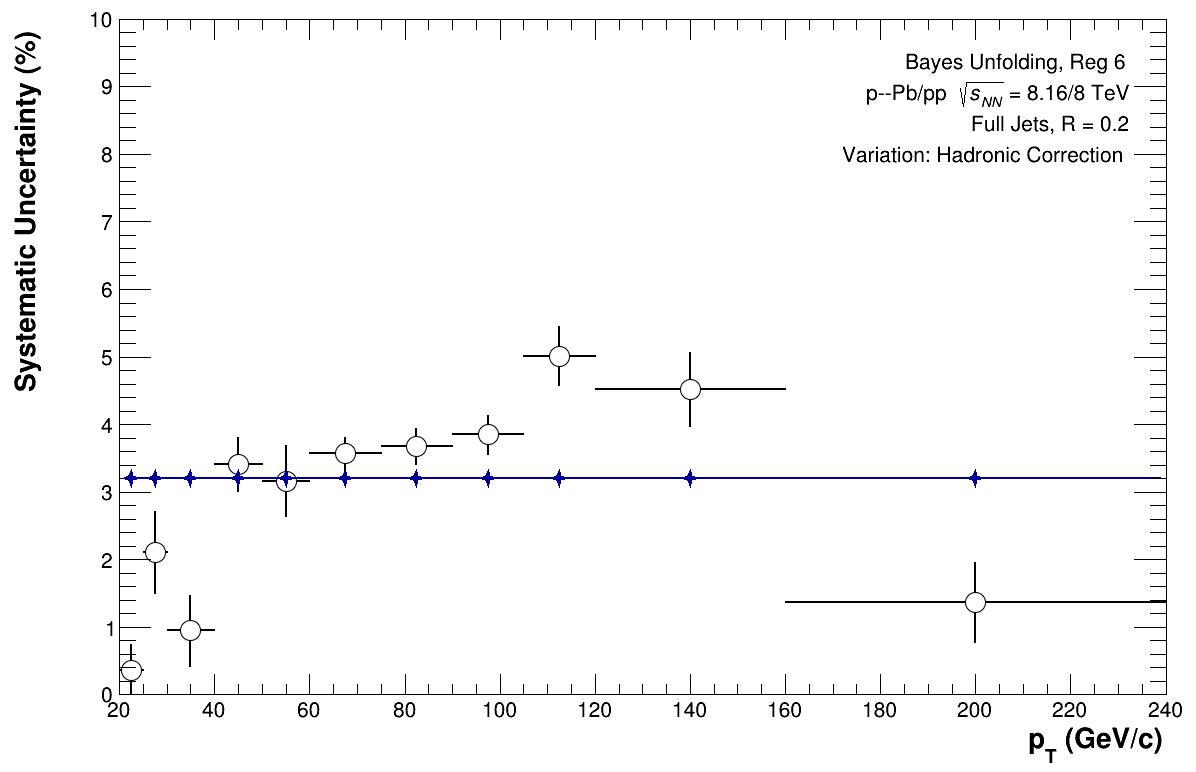 Systematic Uncertainty (%)
10
9
8
7
6
5
4
3
2
1
0
Bayes Unfolding, Reg 6
p--Pb/pp √s_NN = 8.16/8 TeV
Full Jets, R = 0.2
Variation: Hadronic Correction
20 40 60 80 100 120 140 160 180 200 220 240
p_T (GeV/c)